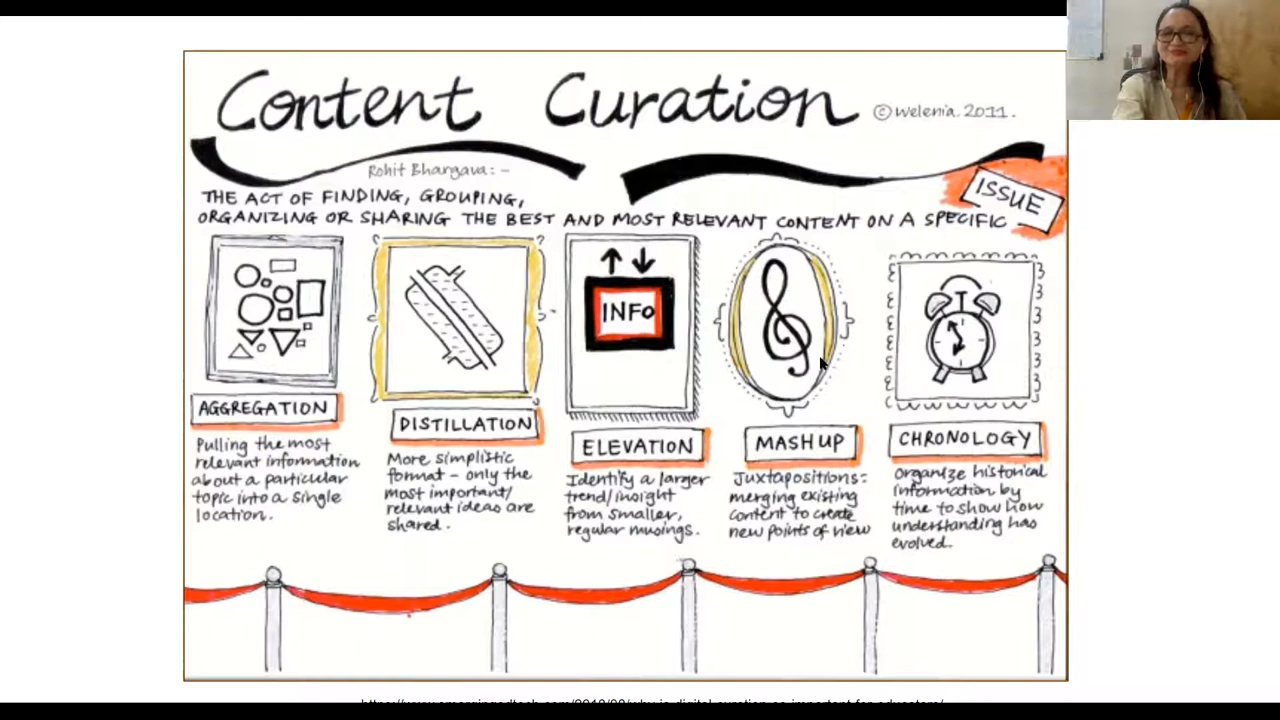 Content Curation
© Welenia. 2011.
Rohit Bhargava: -
THE ACT OF FINDING, GROUPING,
ORGANIZING OR SHARING THE BEST AND MOST RELEVANT CONTENT ON A SPECIFIC
ISSUE
INFO
AGGREGATION
Pulling the most
relevant information
about a particular
topic into a single
location.
DISTILLATION
More simplistic
format - only the
most important/
relevant ideas are
shared.
ELEVATION
Identify a larger
trend/insight
from smaller,
regular musings.
MASHUP
Juxtapositions:
merging existing
content to create
new points of view
CHRONOLOGY
Organize historical
information by
time to show how
understanding has
evolved.